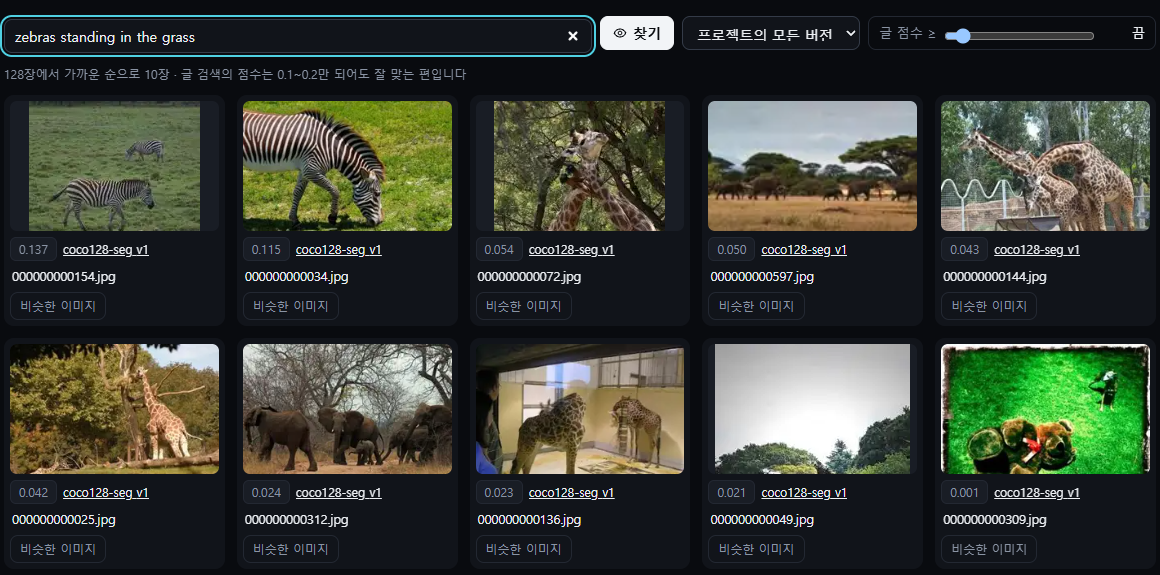 zebras standing in the grass × 찾기 프로젝트의 모든 버전 글 점수 ≥ 끔
128장에서 가까운 순으로 10장 · 글 검색의 점수는 0.1~0.2만 되어도 잘 맞는 편입니다
0.137 coco128-seg v1
000000000154.jpg
비슷한 이미지
0.115 coco128-seg v1
000000000034.jpg
비슷한 이미지
0.054 coco128-seg v1
000000000072.jpg
비슷한 이미지
0.050 coco128-seg v1
000000000597.jpg
비슷한 이미지
0.043 coco128-seg v1
000000000144.jpg
비슷한 이미지
0.042 coco128-seg v1
000000000025.jpg
비슷한 이미지
0.024 coco128-seg v1
000000000312.jpg
비슷한 이미지
0.023 coco128-seg v1
000000000136.jpg
비슷한 이미지
0.021 coco128-seg v1
000000000049.jpg
비슷한 이미지
0.001 coco128-seg v1
000000000309.jpg
비슷한 이미지